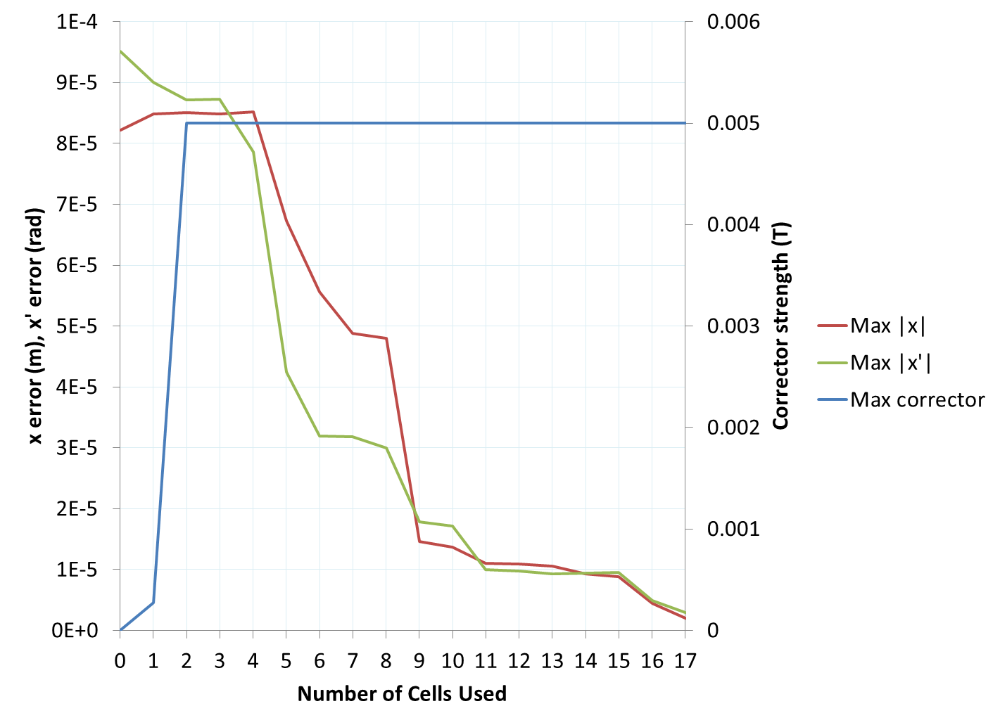 1E-4
9E-5
8E-5
7E-5
6E-5
5E-5
4E-5
3E-5
2E-5
1E-5
0E+0
x error (m), x' error (rad)
0.006
0.005
0.004
0.003
0.002
0.001
0
Corrector strength (T)
0 1 2 3 4 5 6 7 8 9 10 11 12 13 14 15 16 17
Number of Cells Used
Max |x|
Max |x'|
Max corrector